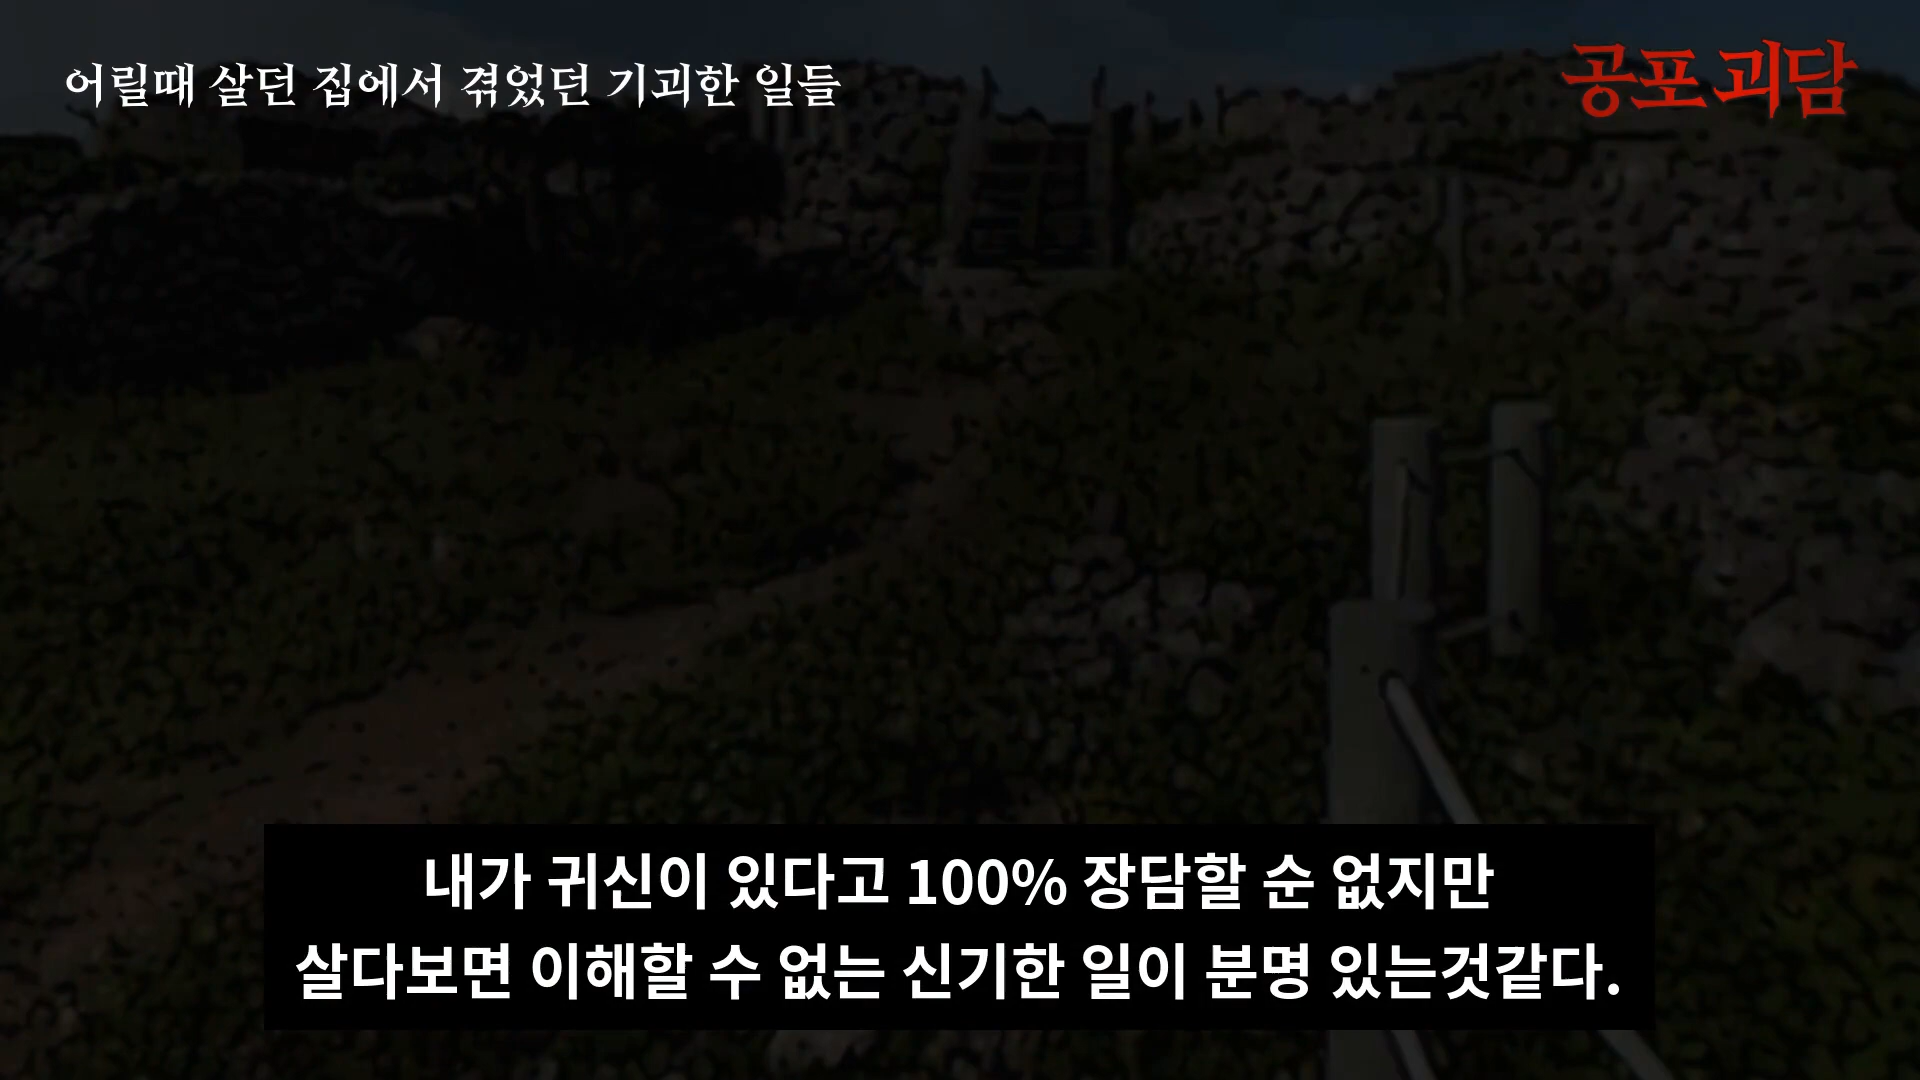 어릴때 살던 집에서 겪었던 기괴한 일들
공포 괴담
내가 귀신이 있다고 100% 장담할 순 없지만
살다보면 이해할 수 없는 신기한 일이 분명 있는것같다.